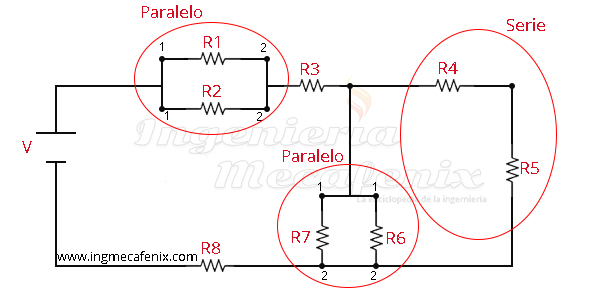 Paralelo
Serie
1 R1 2
R3
R4
R2
1 2
Ingeniería
V
Mecafenix
La enciclopedia de la ingeniería
Paralelo
R5
1 1
R7 R6
R8
www.ingmecafenix.com
2 2